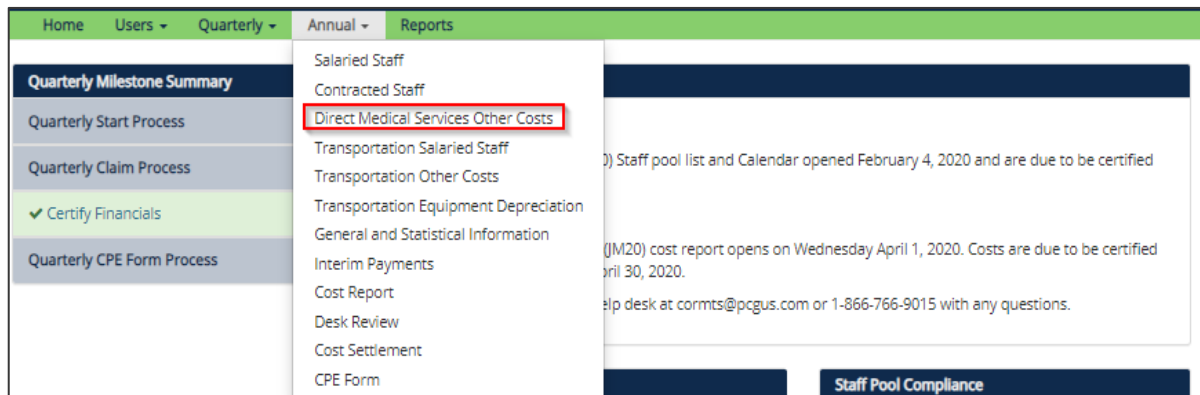 Home Users Quarterly Annual Reports
Quarterly Milestone Summary
Quarterly Start Process
Quarterly Claim Process
Certify Financials
Quarterly CPE Form Process
Salaried Staff
Contracted Staff
Direct Medical Services Other Costs
Transportation Salaried Staff
Transportation Other Costs
Transportation Equipment Depreciation
General and Statistical Information
Interim Payments
Cost Report
Desk Review
Cost Settlement
CPE Form
) Staff pool list and Calendar opened February 4, 2020 and are due to be certified
(JM20) cost report opens on Wednesday April 1, 2020. Costs are due to be certified
ril 30, 2020.
lp desk at cormts@pcgus.com or 1-866-766-9015 with any questions.
Staff Pool Compliance